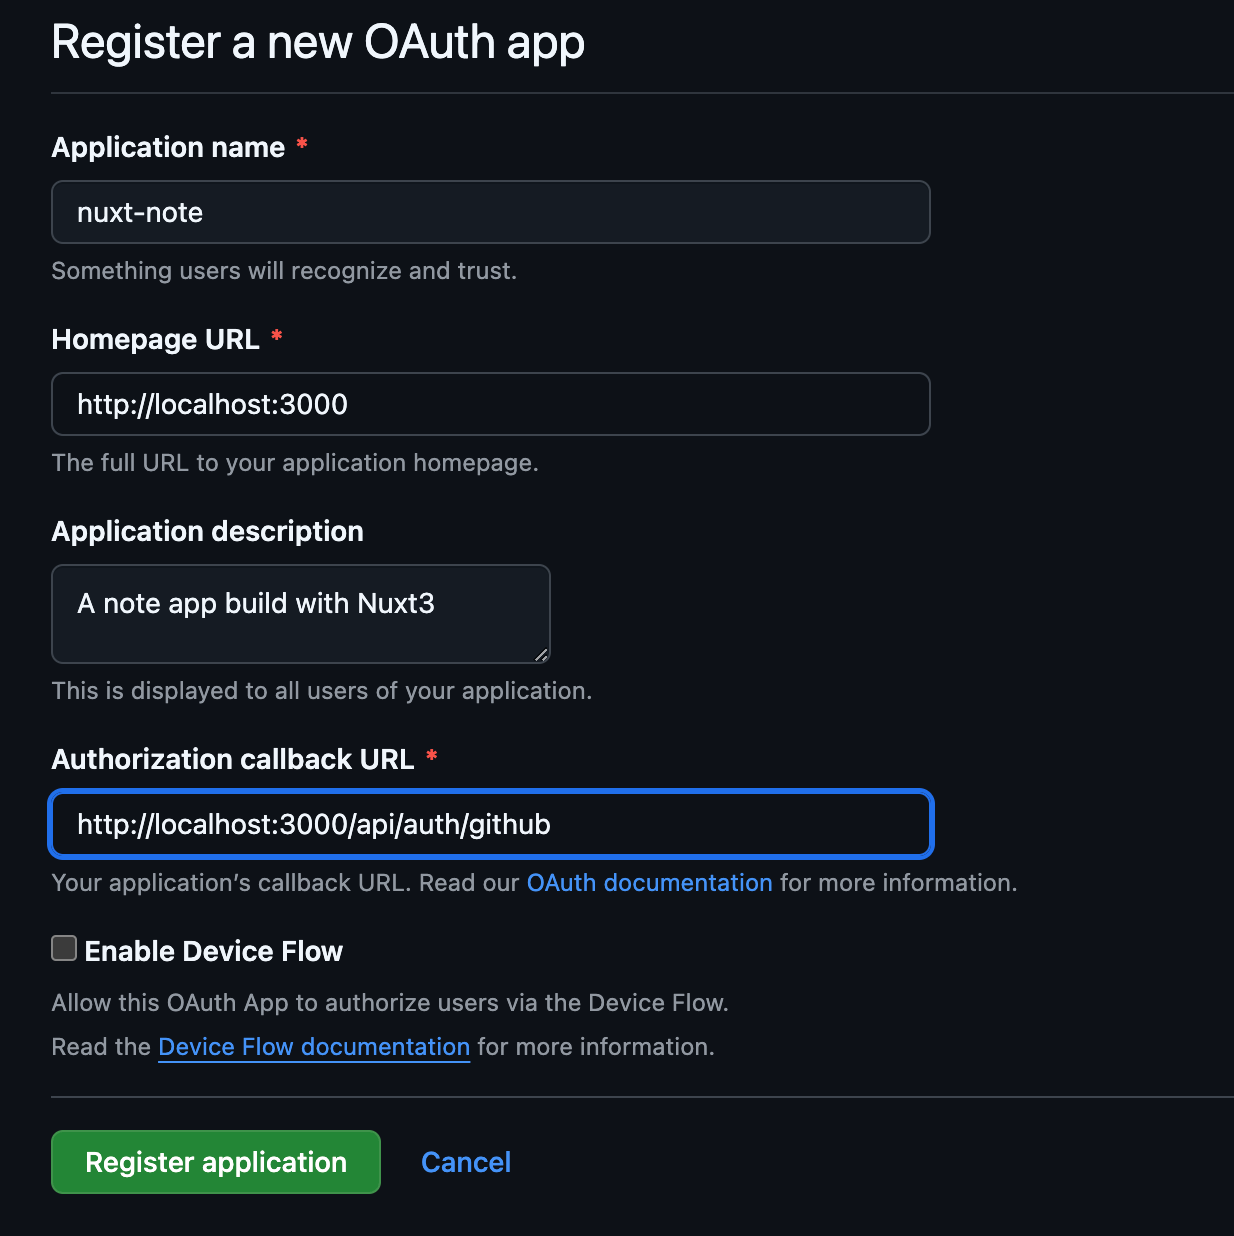 Register a new OAuth app
Application name *
nuxt-note
Something users will recognize and trust.
Homepage URL *
http://localhost:3000
The full URL to your application homepage.
Application description
A note app build with Nuxt3
This is displayed to all users of your application.
Authorization callback URL *
http://localhost:3000/api/auth/github
Your application's callback URL. Read our OAuth documentation for more information.
Enable Device Flow
Allow this OAuth App to authorize users via the Device Flow.
Read the Device Flow documentation for more information.
Register application Cancel